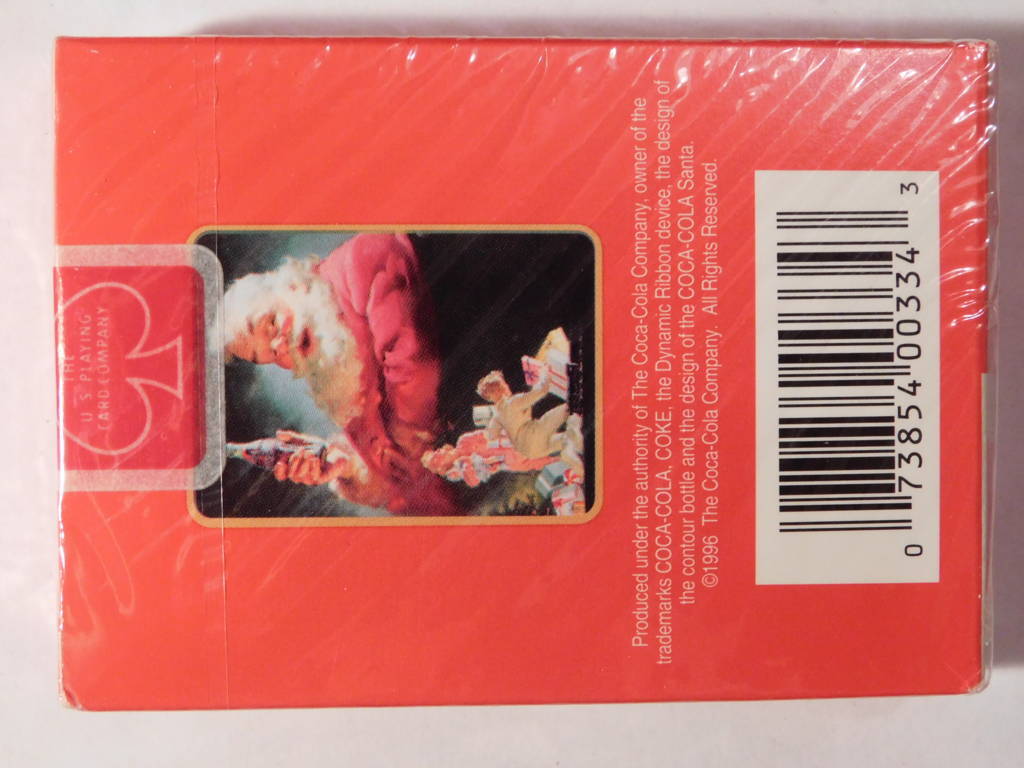 THE
U S PLAYING
CARD COMPANY
Produced under the authority of The Coca-Cola Company, owner of the
trademarks COCA-COLA, COKE, the Dynamic Ribbon device, the design of
the contour bottle and the design of the COCA-COLA Santa.
©1996 The Coca-Cola Company. All Rights Reserved.
0 73854 00334 3